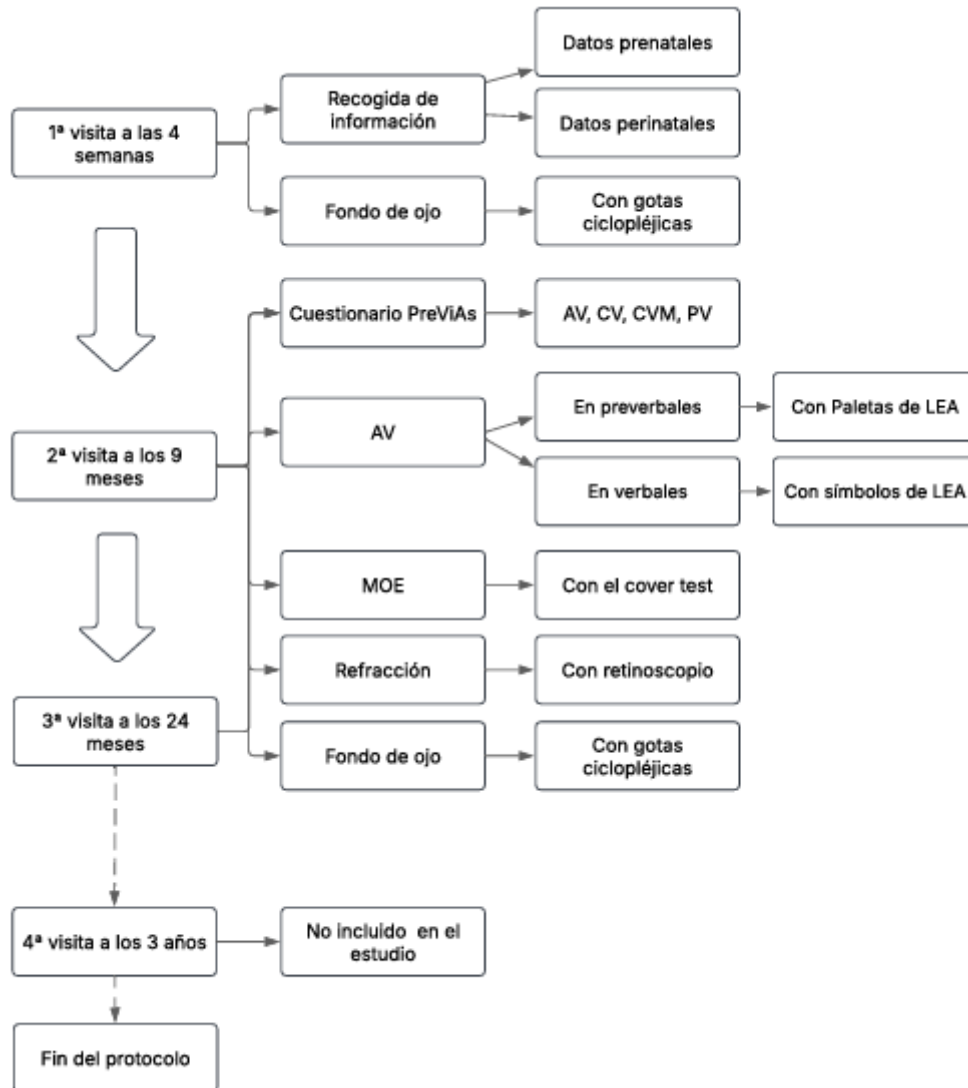 Datos prenatales
Recogida de
información
Datos perinatales
1ª visita a las 4
semanas
Fondo de ojo
Con gotas
ciclopléjicas
Cuestionario PreViAs
AV, CV, CVM, PV
AV
En preverbales
Con Paletas de LEA
2ª visita a los 9
meses
En verbales
Con símbolos de LEA
MOE
Con el cover test
Refracción
Con retinoscopio
3ª visita a los 24
meses
Fondo de ojo
Con gotas
ciclopléjicas
4ª visita a los 3 años
No incluido en el
estudio
Fin del protocolo